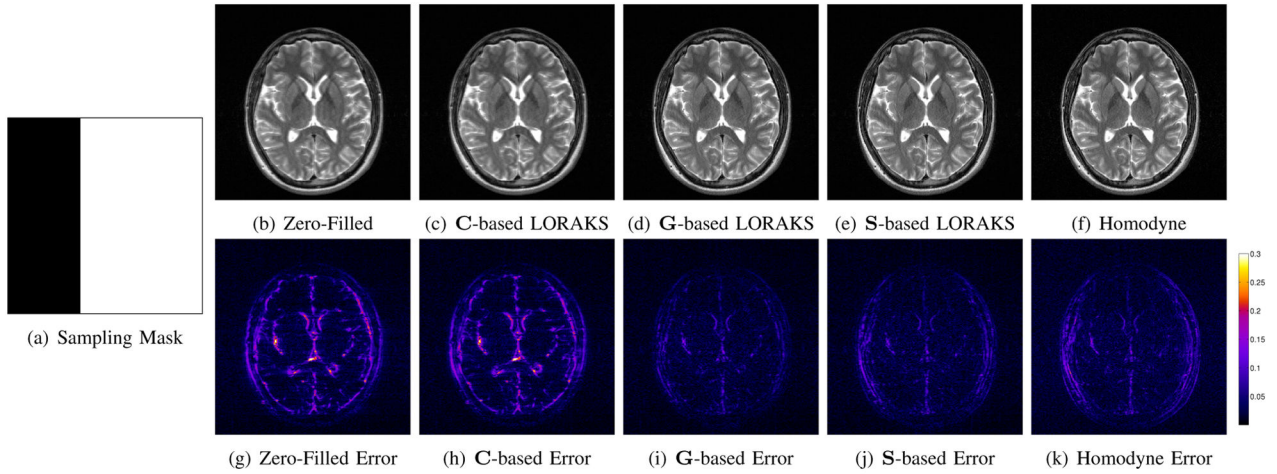 (b) Zero-Filled
(c) C-based LORAKS
(d) G-based LORAKS
(e) S-based LORAKS
(f) Homodyne
(a) Sampling Mask
0.3
0.25
0.2
0.15
0.1
0.05
(g) Zero-Filled Error
(h) C-based Error
(i) G-based Error
(j) S-based Error
(k) Homodyne Error